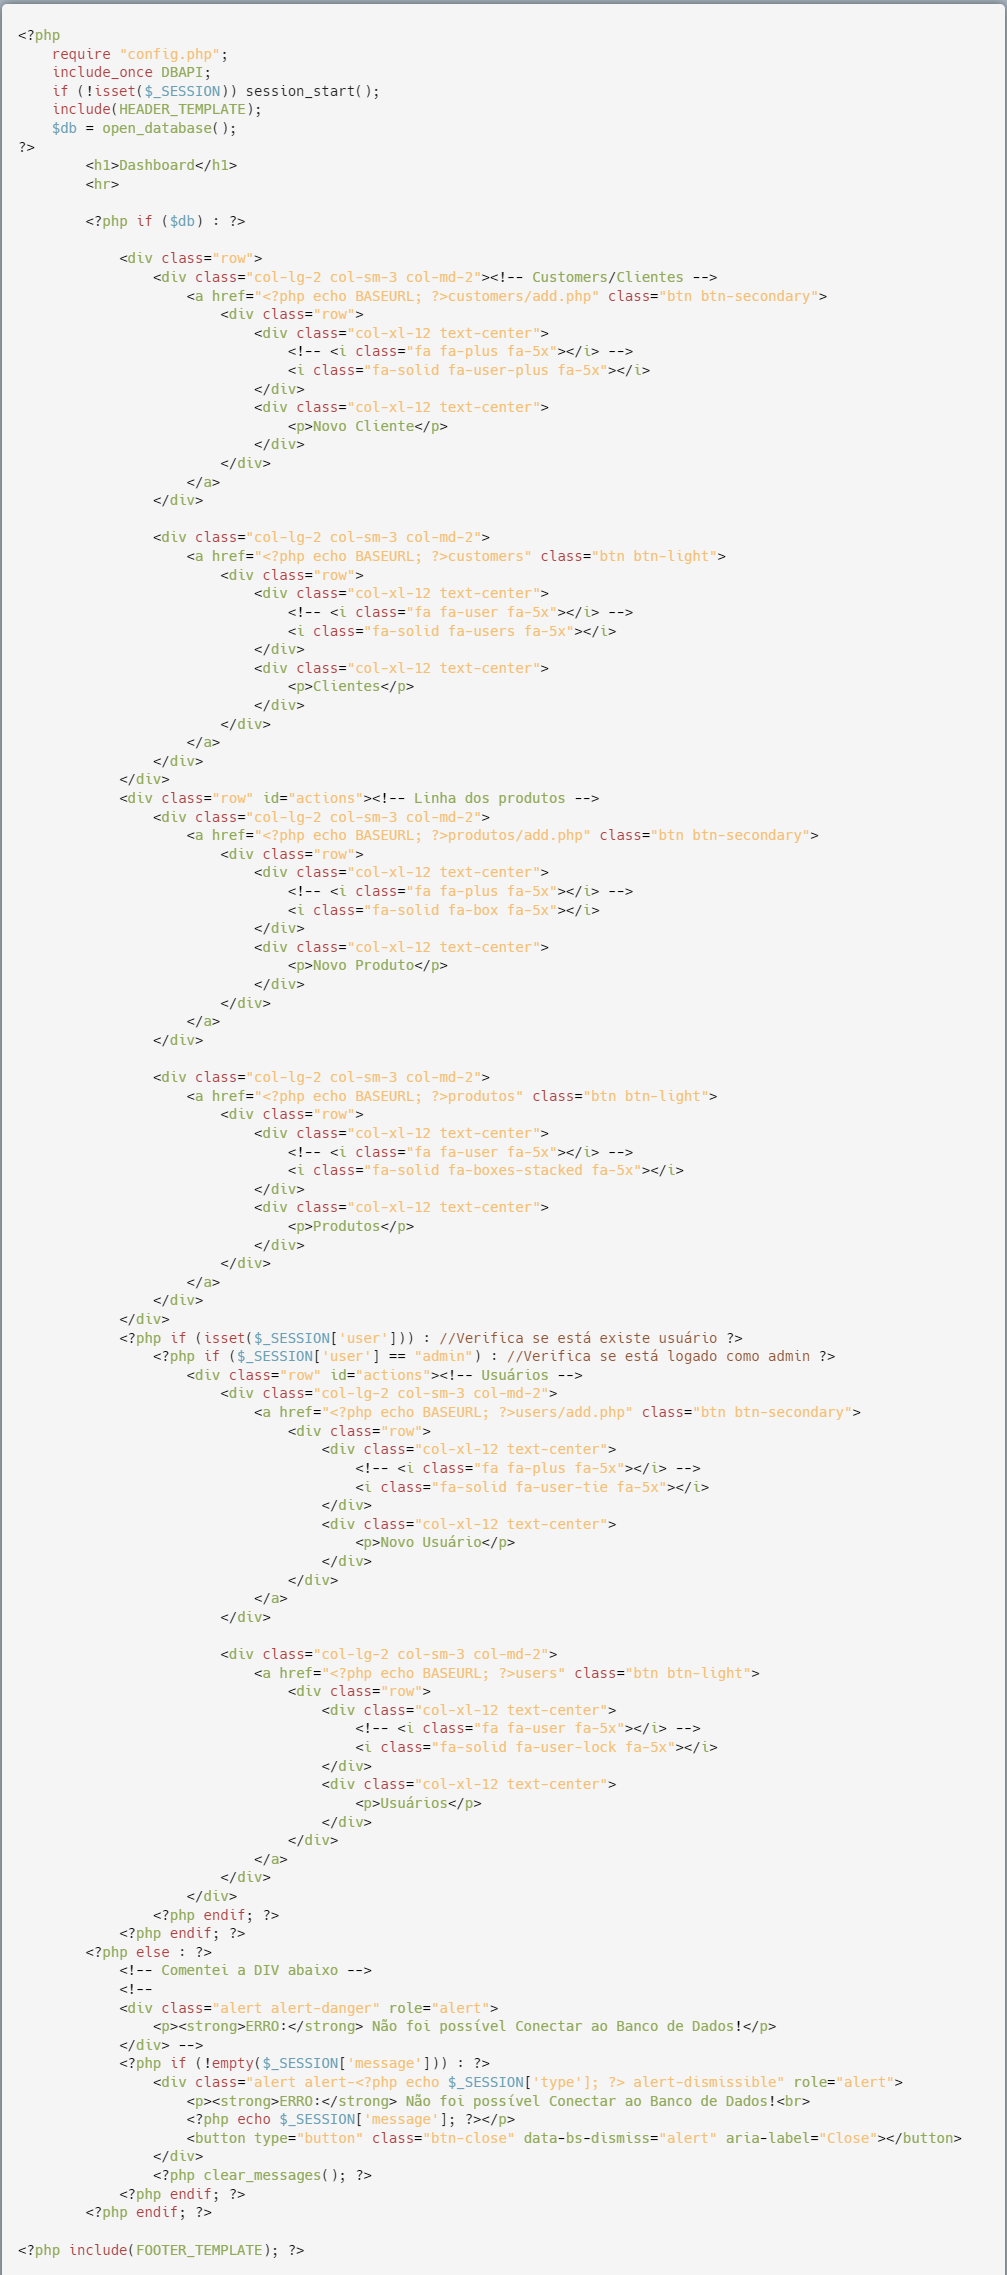 <?php
    require "config.php";
    include_once DBAPI;
    if (!isset($_SESSION)) session_start();
    include(HEADER_TEMPLATE);
    $db = open_database();
?>
        <h1>Dashboard</h1>
        <hr>

        <?php if ($db) : ?>

            <div class="row">
                <div class="col-lg-2 col-sm-3 col-md-2"><!-- Customers/Clientes -->
                    <a href="<?php echo BASEURL; ?>customers/add.php" class="btn btn-secondary">
                        <div class="row">
                            <div class="col-xl-12 text-center">
                                <!-- <i class="fa fa-plus fa-5x"></i> -->
                                <i class="fa-solid fa-user-plus fa-5x"></i>
                            </div>
                            <div class="col-xl-12 text-center">
                                <p>Novo Cliente</p>
                            </div>
                        </div>
                    </a>
                </div>

                <div class="col-lg-2 col-sm-3 col-md-2">
                    <a href="<?php echo BASEURL; ?>customers" class="btn btn-light">
                        <div class="row">
                            <div class="col-xl-12 text-center">
                                <!-- <i class="fa fa-user fa-5x"></i> -->
                                <i class="fa-solid fa-users fa-5x"></i>
                            </div>
                            <div class="col-xl-12 text-center">
                                <p>Clientes</p>
                            </div>
                        </div>
                    </a>
                </div>
            </div>
            <div class="row" id="actions"><!-- Linha dos produtos -->
                <div class="col-lg-2 col-sm-3 col-md-2">
                    <a href="<?php echo BASEURL; ?>produtos/add.php" class="btn btn-secondary">
                        <div class="row">
                            <div class="col-xl-12 text-center">
                                <!-- <i class="fa fa-plus fa-5x"></i> -->
                                <i class="fa-solid fa-box fa-5x"></i>
                            </div>
                            <div class="col-xl-12 text-center">
                                <p>Novo Produto</p>
                            </div>
                        </div>
                    </a>
                </div>

                <div class="col-lg-2 col-sm-3 col-md-2">
                    <a href="<?php echo BASEURL; ?>produtos" class="btn btn-light">
                        <div class="row">
                            <div class="col-xl-12 text-center">
                                <!-- <i class="fa fa-user fa-5x"></i> -->
                                <i class="fa-solid fa-boxes-stacked fa-5x"></i>
                            </div>
                            <div class="col-xl-12 text-center">
                                <p>Produtos</p>
                            </div>
                        </div>
                    </a>
                </div>
            </div>
            <?php if (isset($_SESSION['user'])) : //Verifica se está existe usuário ?>
                <?php if ($_SESSION['user'] == "admin") : //Verifica se está logado como admin ?>
                    <div class="row" id="actions"><!-- Usuários -->
                        <div class="col-lg-2 col-sm-3 col-md-2">
                            <a href="<?php echo BASEURL; ?>users/add.php" class="btn btn-secondary">
                                <div class="row">
                                    <div class="col-xl-12 text-center">
                                        <!-- <i class="fa fa-plus fa-5x"></i> -->
                                        <i class="fa-solid fa-user-tie fa-5x"></i>
                                    </div>
                                    <div class="col-xl-12 text-center">
                                        <p>Novo Usuário</p>
                                    </div>
                                </div>
                            </a>
                        </div>

                        <div class="col-lg-2 col-sm-3 col-md-2">
                            <a href="<?php echo BASEURL; ?>users" class="btn btn-light">
                                <div class="row">
                                    <div class="col-xl-12 text-center">
                                        <!-- <i class="fa fa-user fa-5x"></i> -->
                                        <i class="fa-solid fa-user-lock fa-5x"></i>
                                    </div>
                                    <div class="col-xl-12 text-center">
                                        <p>Usuários</p>
                                    </div>
                                </div>
                            </a>
                        </div>
                    </div>
                <?php endif; ?>
            <?php endif; ?>
        <?php else : ?>
            <!-- Comentei a DIV abaixo -->
            <!--
            <div class="alert alert-danger" role="alert">
                <p><strong>ERRO:</strong> Não foi possível Conectar ao Banco de Dados!</p>
            </div> -->
            <?php if (!empty($_SESSION['message'])) : ?>
                <div class="alert alert-<?php echo $_SESSION['type']; ?> alert-dismissible" role="alert">
                    <p><strong>ERRO:</strong> Não foi possível Conectar ao Banco de Dados!<br>
                    <?php echo $_SESSION['message']; ?></p>
                    <button type="button" class="btn-close" data-bs-dismiss="alert" aria-label="Close"></button>
                </div>
                <?php clear_messages(); ?>
            <?php endif; ?>
        <?php endif; ?>

<?php include(FOOTER_TEMPLATE); ?>